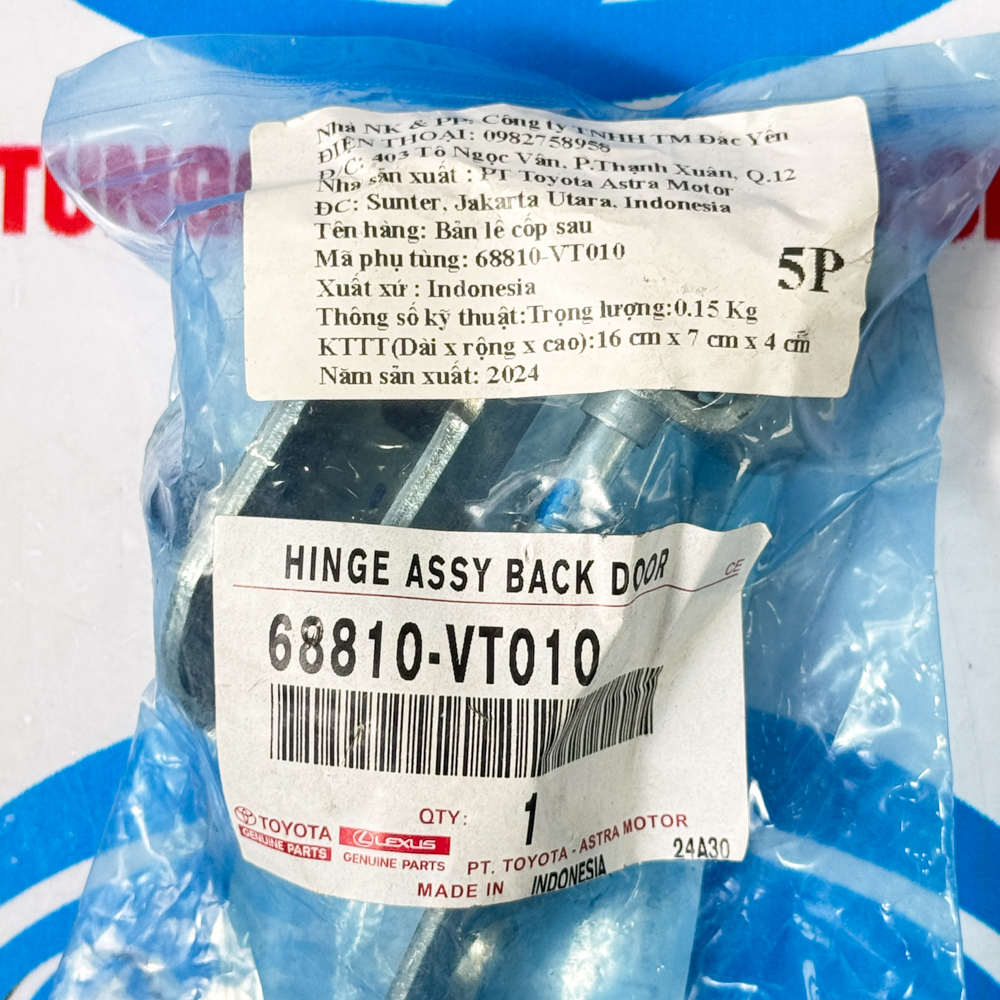 Nhà NK & PP: Công ty TNHH TM Đắc Yến
ĐIỆN THOẠI: 0982758958
Đ/C: 403 Tô Ngọc Vân, P.Thạnh Xuân, Q.12
Nhà sản xuất : PT Toyota Astra Motor
ĐC: Sunter, Jakarta Utara, Indonesia
Tên hàng: Bản lề cốp sau
Mã phụ tùng: 68810-VT010
5P
Xuất xứ : Indonesia
Thông số kỹ thuật:Trọng lượng:0.15 Kg
KTTT(Dài x rộng x cao):16 cm x 7 cm x 4 cm
Năm sản xuất: 2024
HINGE ASSY BACK DOOR
CE
68810-VT010
QTY: 1
TOYOTA
GENUINE PARTS
LEXUS
GENUINE PARTS
PT. TOYOTA - ASTRA MOTOR
MADE IN INDONESIA
24A30